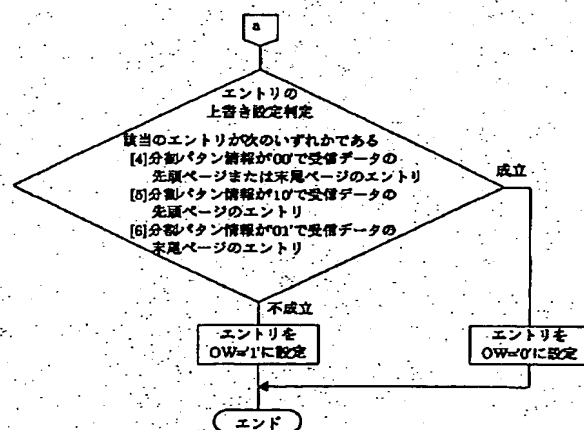 a
エントリの
上書き設定判定
該当のエントリが次のいずれかである
[4]分割パタン情報が'00'で受信データの
先頭ページまたは末尾ページのエントリ
[5]分割パタン情報が'10'で受信データの
先頭ページのエントリ
[6]分割パタン情報が'01'で受信データの
末尾ページのエントリ
成立
不成立
エントリを
OW='1'に設定
エントリを
OW='0'に設定
エンド